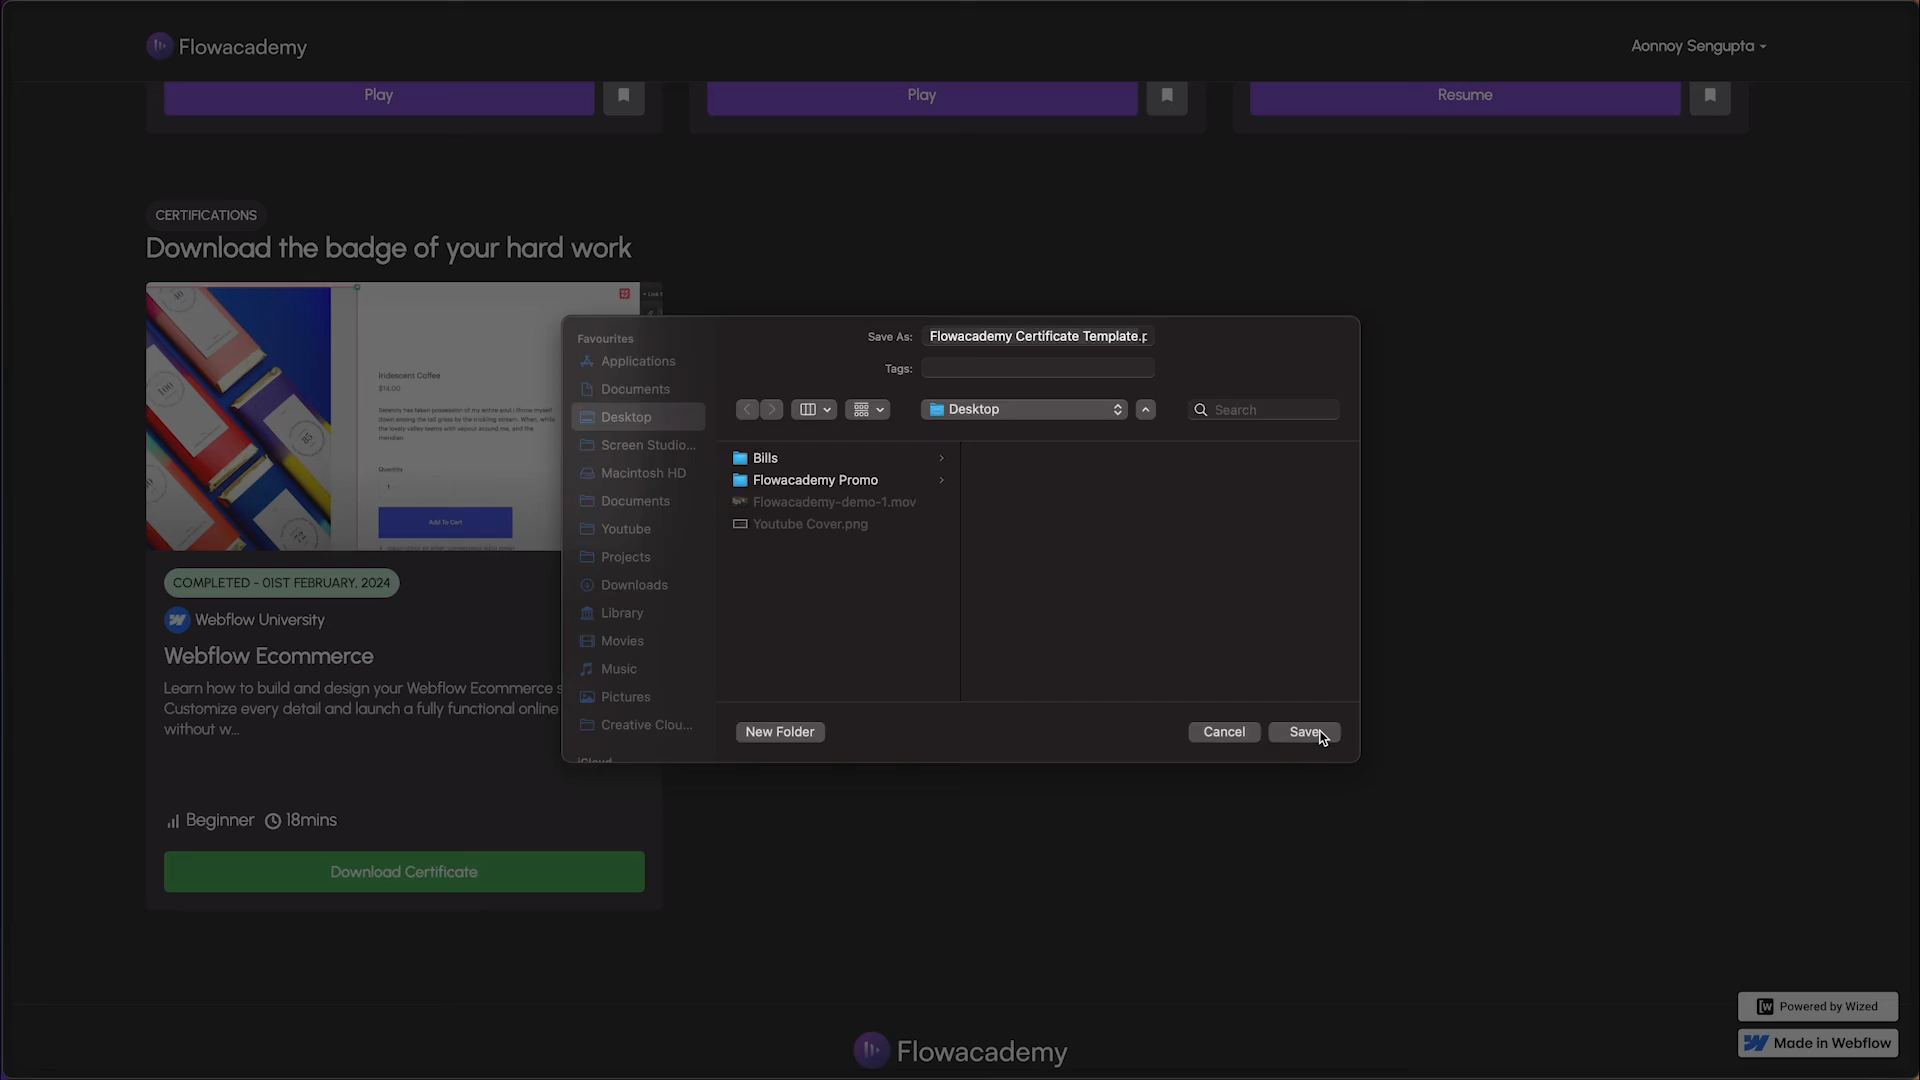 Flowacademy
Aonnoy Sengupta
Play
Play
Resume
CERTIFICATIONS
Download the badge of your hard work
Iridescent Coffee
$14.00
Quantity
1
Add To Cart
COMPLETED - 01ST FEBRUARY, 2024
Webflow University
Webflow Ecommerce
Learn how to build and design your Webflow Ecommerce s
Customize every detail and launch a fully functional online
without w...
Beginner 18mins
Download Certificate
Favourites
Applications
Documents
Desktop
Screen Studio...
Macintosh HD
Documents
Youtube
Projects
Downloads
Library
Movies
Music
Pictures
Creative Clou...
iCloud
Save As: Flowacademy Certificate Template.p
Tags:
Desktop
Search
Bills
Flowacademy Promo
Flowacademy-demo-1.mov
Youtube Cover.png
New Folder
Cancel
Save
Powered by Wized
Made in Webflow
Flowacademy